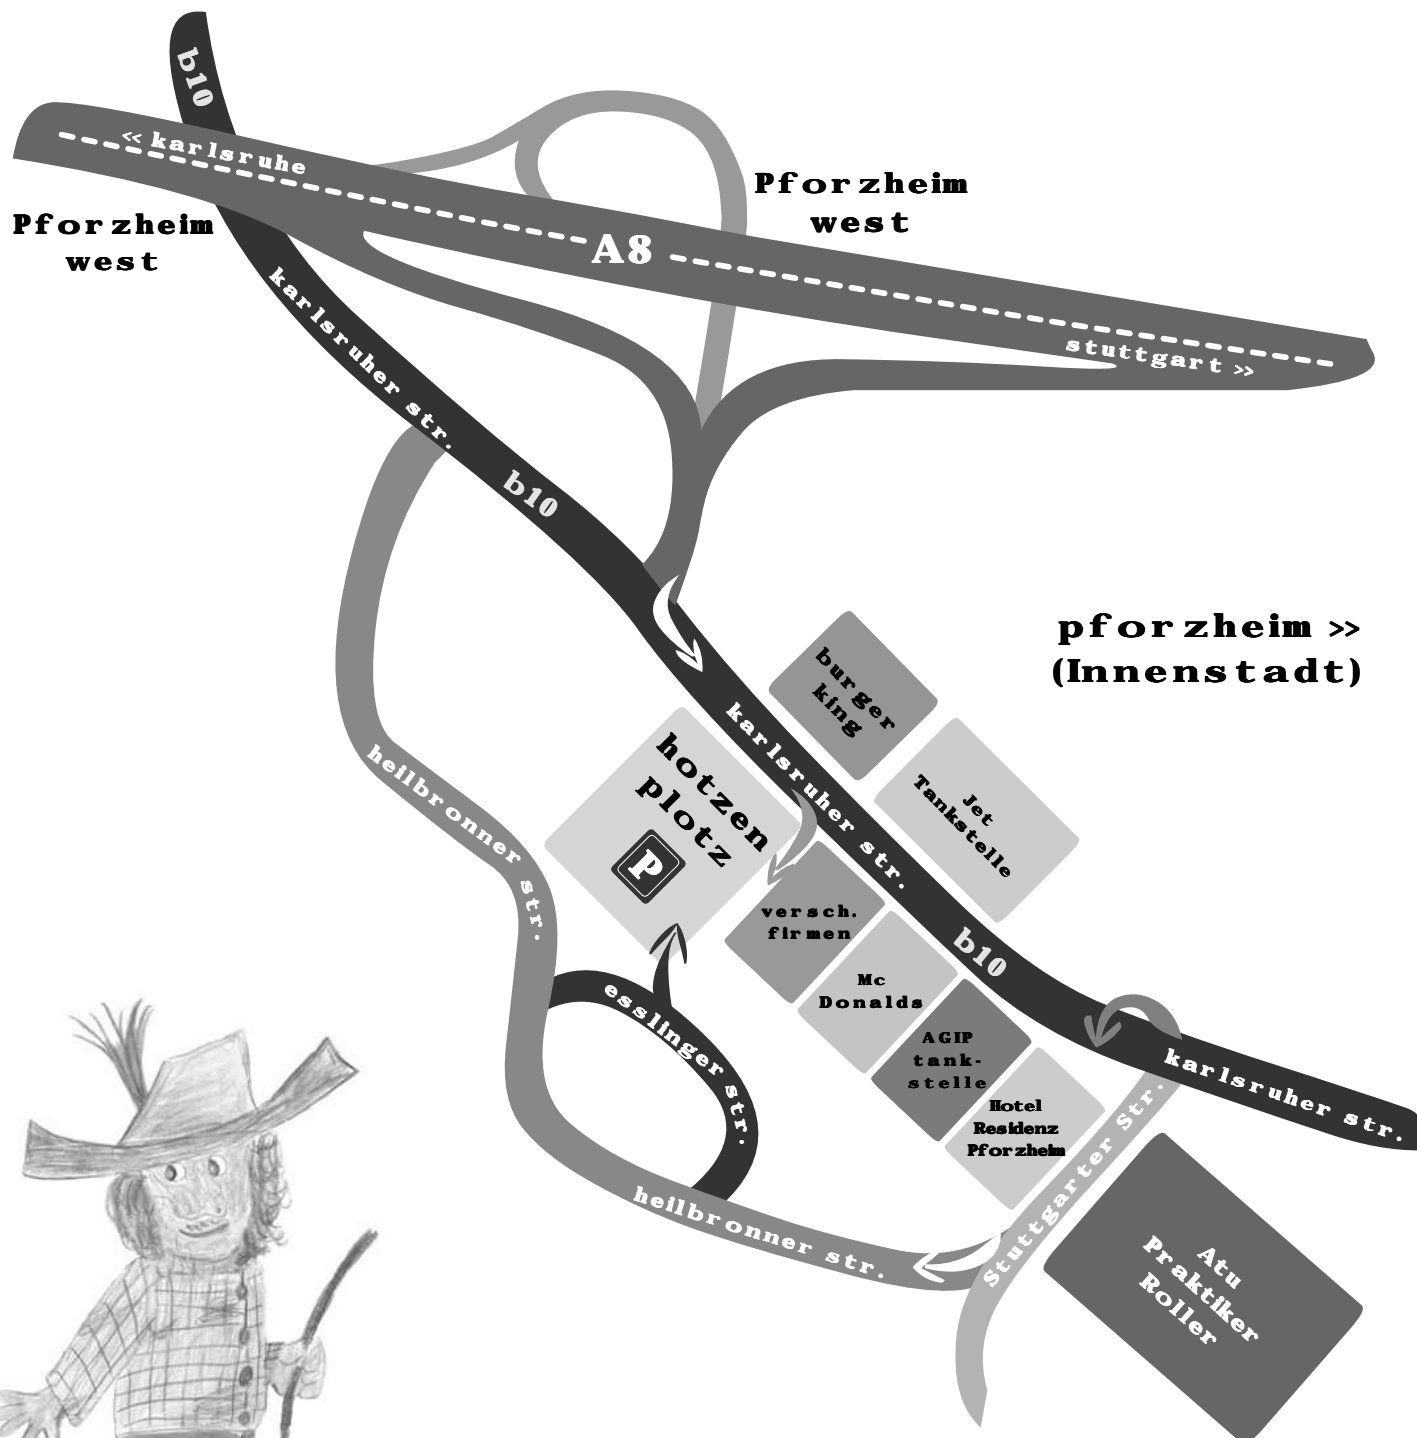 b10
« karlsruhe
Pforzheim
west
Pforzheim
west
A8
stuttgart »
karlsruher str.
b10
pforzheim »
(Innenstadt)
burger
king
karlsruher str.
hotzen
plotz
P
Jet
Tankstelle
heilbronner str.
versch.
firmen
b10
Mc
Donalds
esslinger str.
AGIP
tank-
stelle
karlsruher str.
Hotel
Residenz
Pforzheim
Stuttgarter Str.
heilbronner str.
Atu
Praktiker
Roller